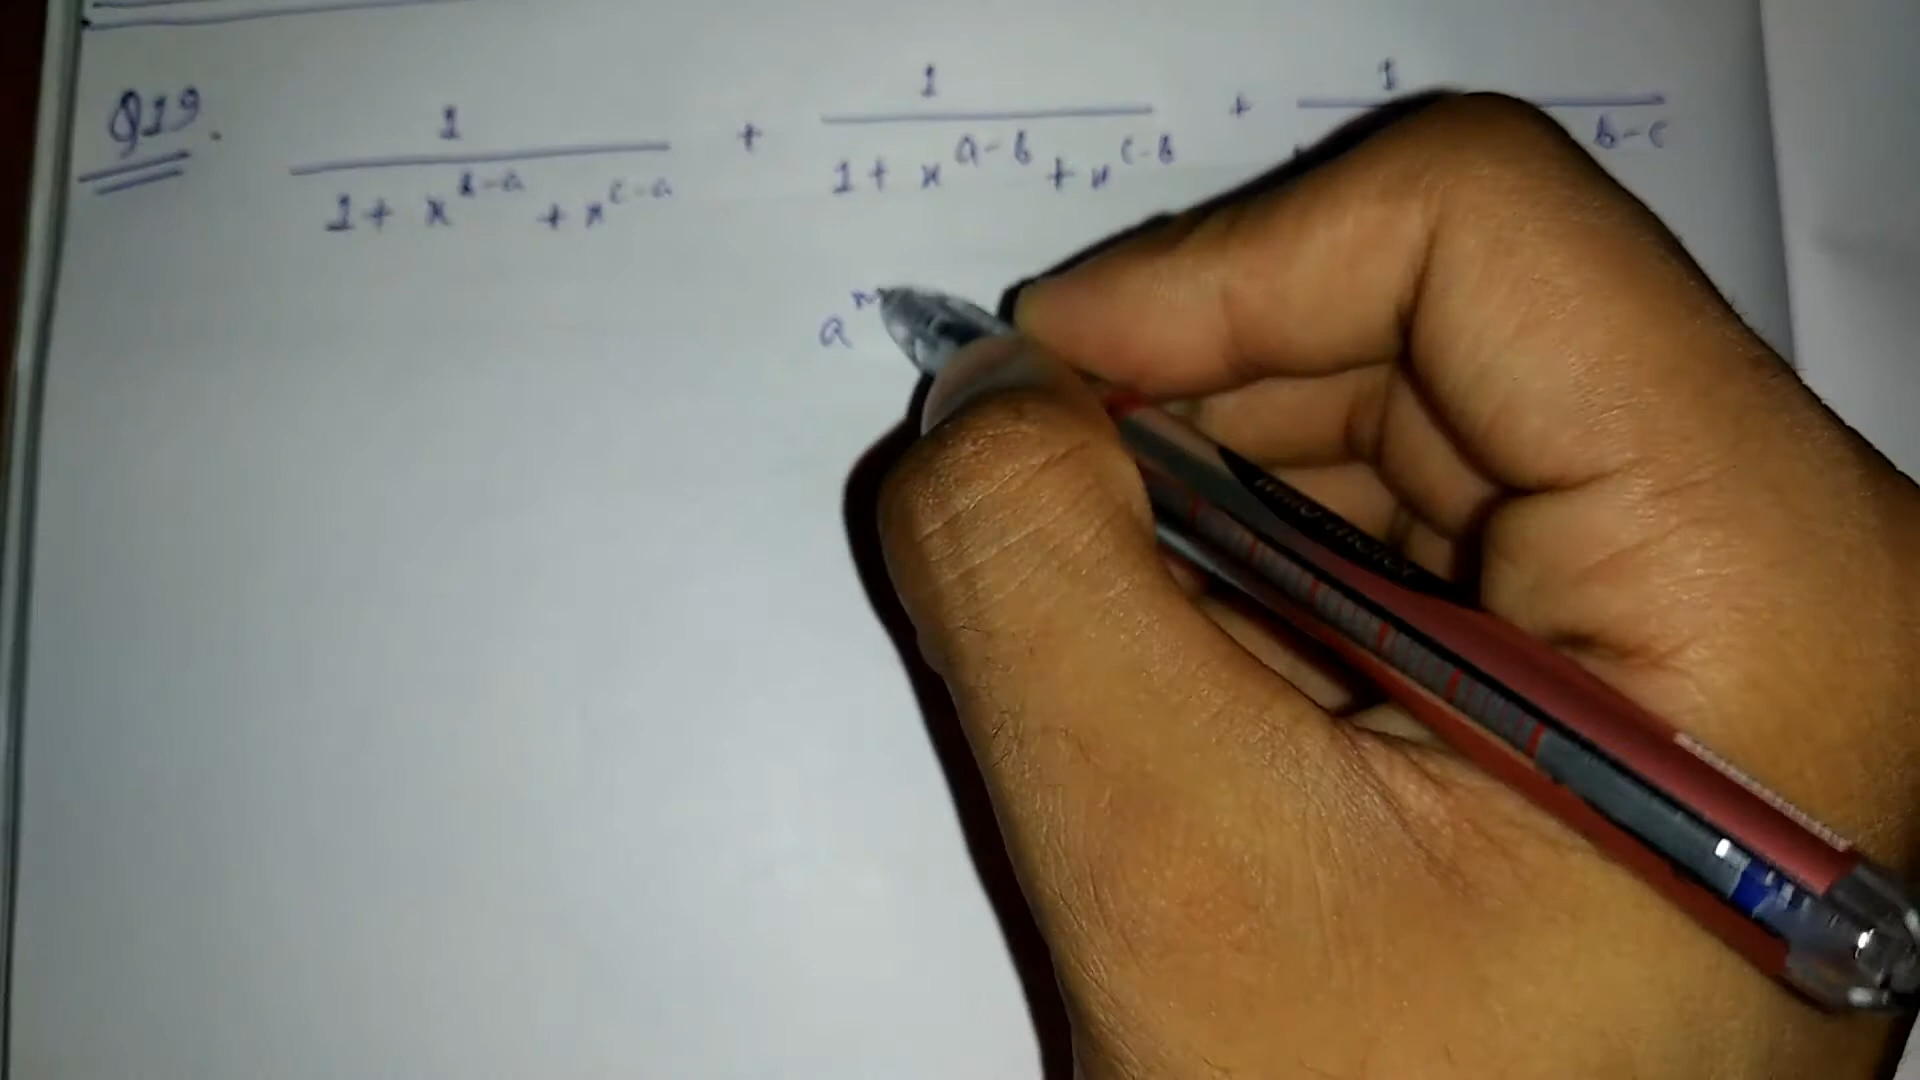 Q19. 1 / (1 + x^(b-a) + x^(c-a)) + 1 / (1 + x^(a-b) + x^(c-b)) + 1 / b-c
a^m